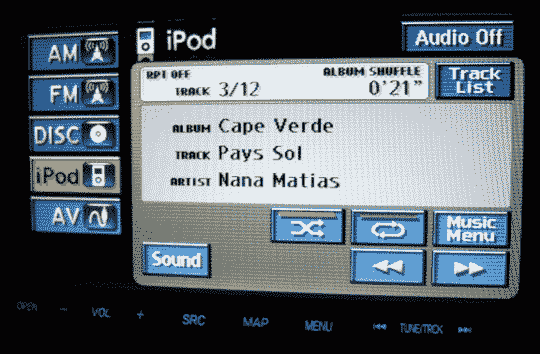 iPod
Audio Off
AM
FM
DISC
iPod
AV
RPT OFF
ALBUM SHUFFLE
TRACK 3/12
0'21"
Track
List
ALBUM Cape Verde
TRACK Pays Sol
ARTIST Nana Matias
Music
Menu
Sound
OPEN - VOL + SRC MAP MENU TUNE/TRCK